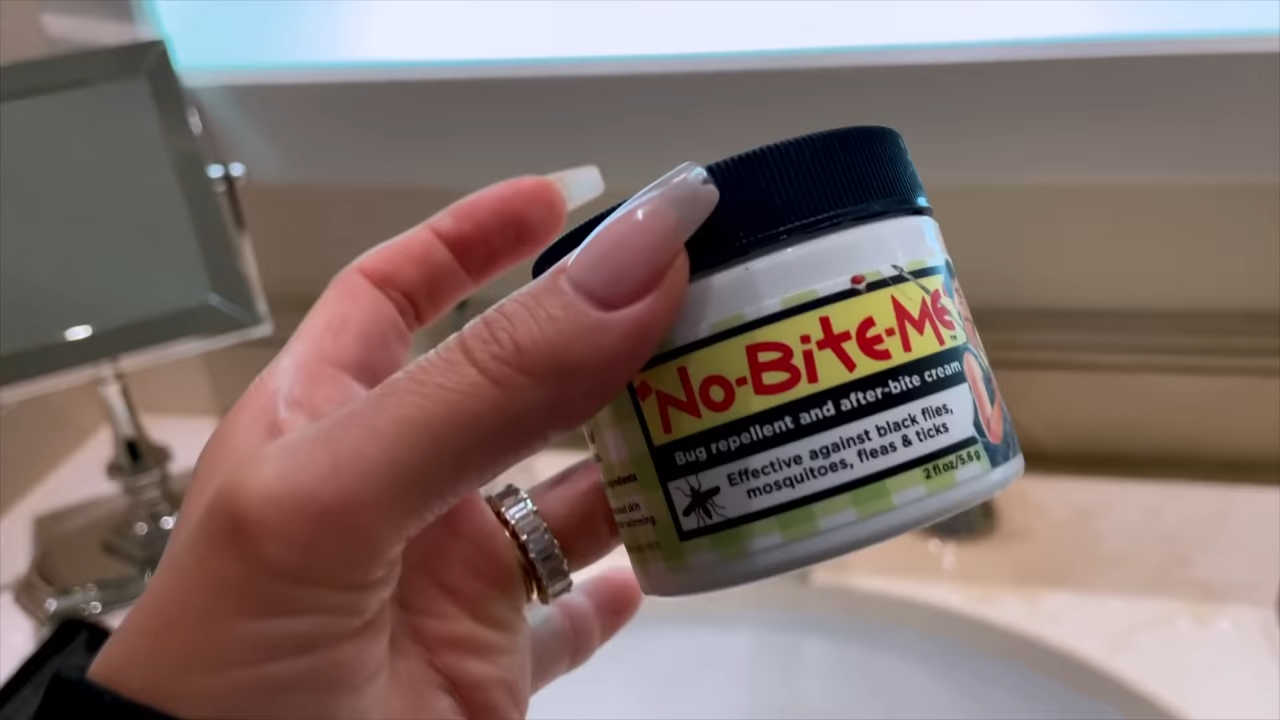 No-Bite-Me
Bug repellent and after-bite cream
Effective against black flies,
mosquitoes, fleas & ticks
2 fl oz/5.6g